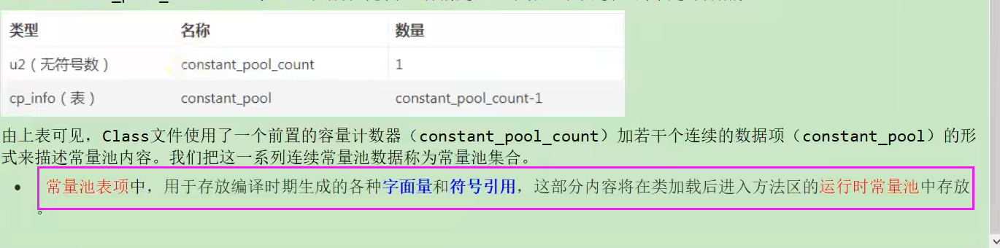 类型 名称 数量
u2（无符号数） constant_pool_count 1
cp_info（表） constant_pool constant_pool_count-1
由上表可见，Class文件使用了一个前置的容量计数器（constant_pool_count）加若干个连续的数据项（constant_pool）的形
式来描述常量池内容。我们把这一系列连续常量池数据称为常量池集合。
• 常量池表项中，用于存放编译时期生成的各种字面量和符号引用，这部分内容将在类加载后进入方法区的运行时常量池中存放
。